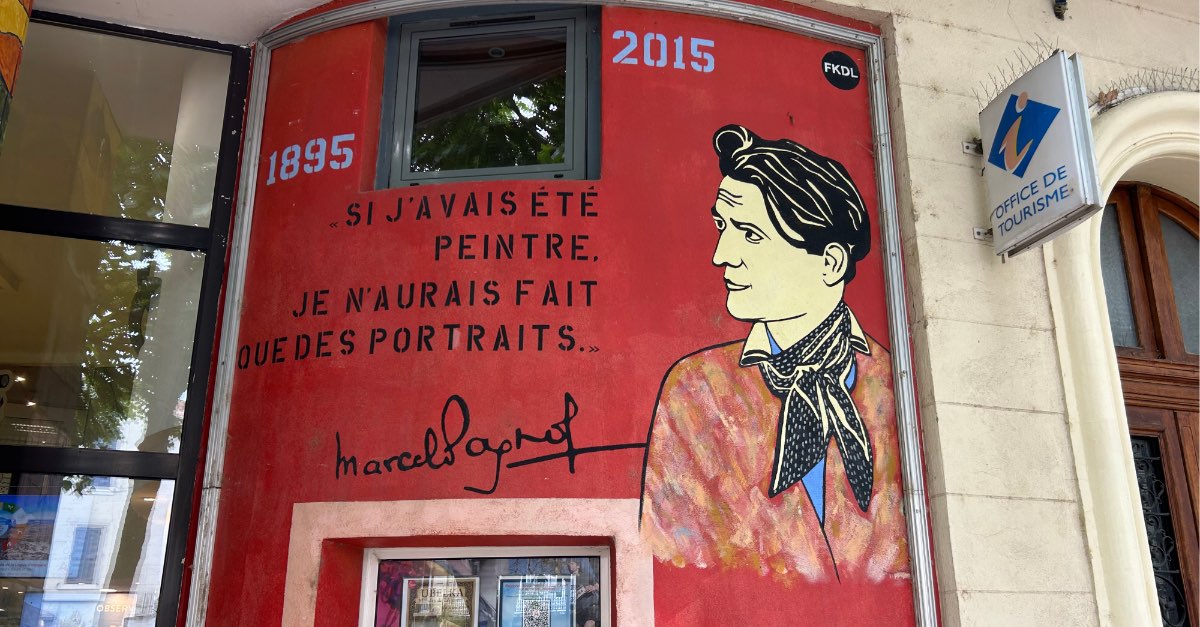 2015
FKDL
1895
« SI J'AVAIS ÉTÉ
PEINTRE,
JE N'AURAIS FAIT
QUE DES PORTRAITS. »
Marcel Pagnol
i
OFFICE DE
TOURISME